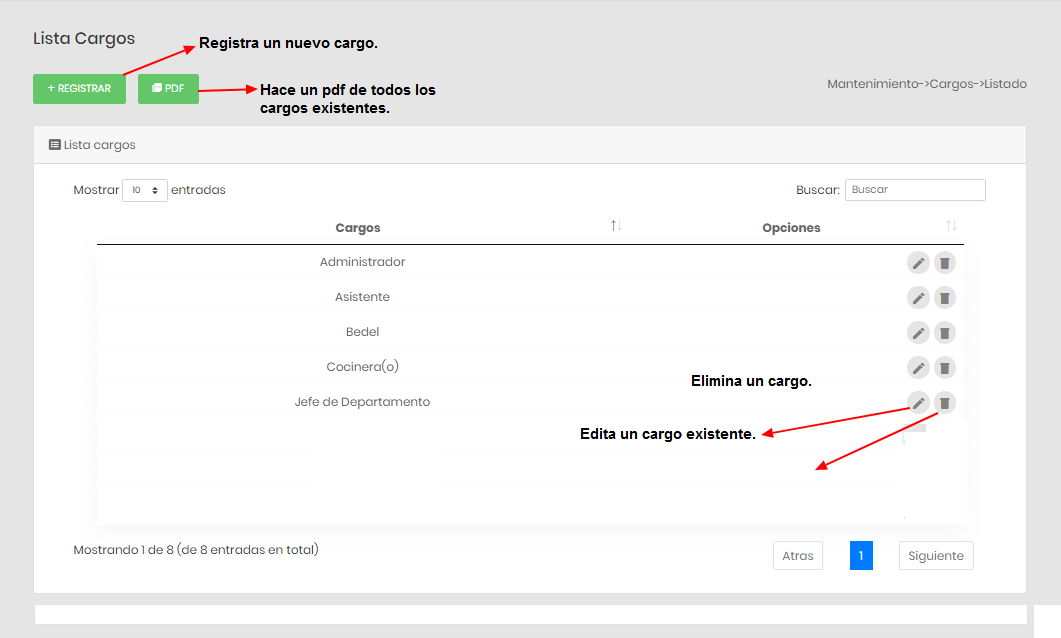 Lista Cargos
Registra un nuevo cargo.
+ REGISTRAR
PDF
Hace un pdf de todos los
cargos existentes.
Mantenimiento->Cargos->Listado
Lista cargos
Mostrar 10 entradas
Buscar: Buscar
Cargos
Opciones
Administrador
Asistente
Bedel
Cocinera(o)
Elimina un cargo.
Jefe de Departamento
Edita un cargo existente.
Mostrando 1 de 8 (de 8 entradas en total)
Atras
1
Siguiente